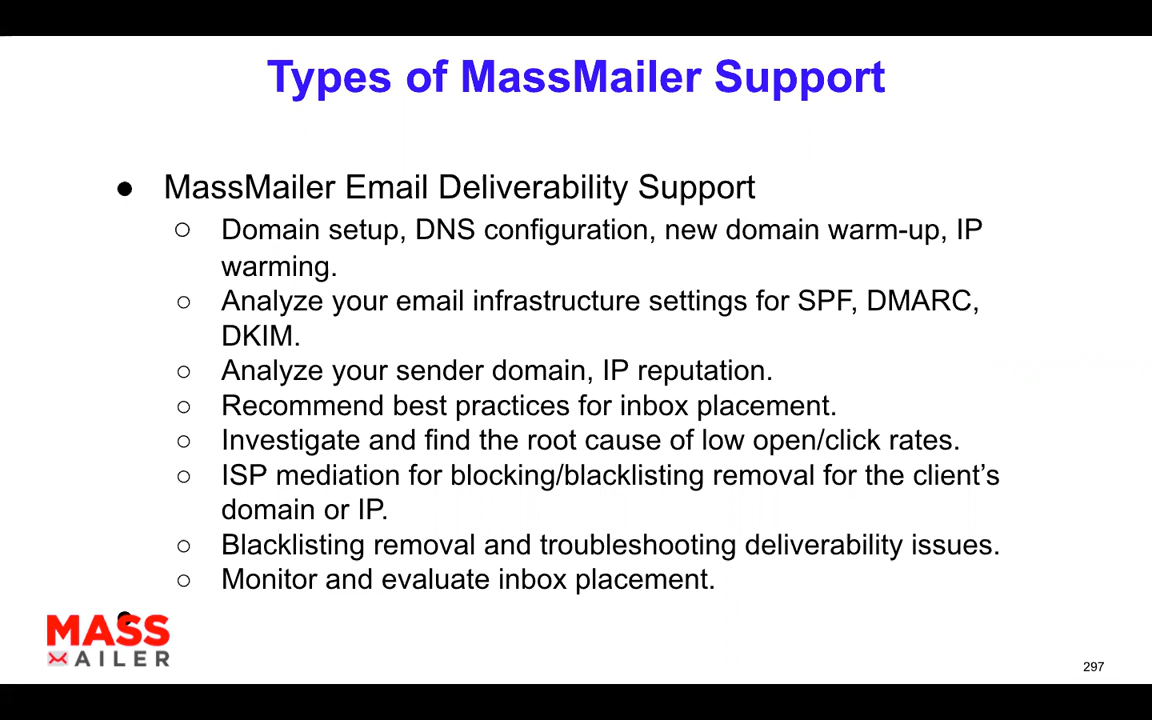 Types of MassMailer Support
● MassMailer Email Deliverability Support
○ Domain setup, DNS configuration, new domain warm-up, IP
warming.
○ Analyze your email infrastructure settings for SPF, DMARC,
DKIM.
○ Analyze your sender domain, IP reputation.
○ Recommend best practices for inbox placement.
○ Investigate and find the root cause of low open/click rates.
○ ISP mediation for blocking/blacklisting removal for the client’s
domain or IP.
○ Blacklisting removal and troubleshooting deliverability issues.
○ Monitor and evaluate inbox placement.
MASS
AILER
297